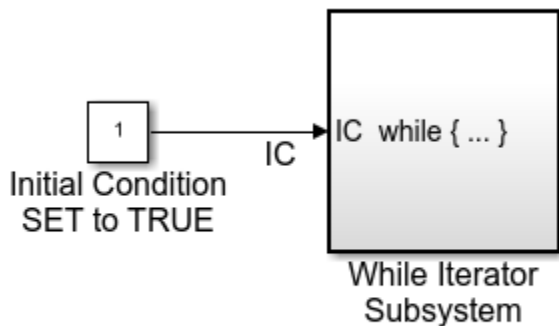 1
IC
IC while { ... }
Initial Condition
SET to TRUE
While Iterator
Subsystem